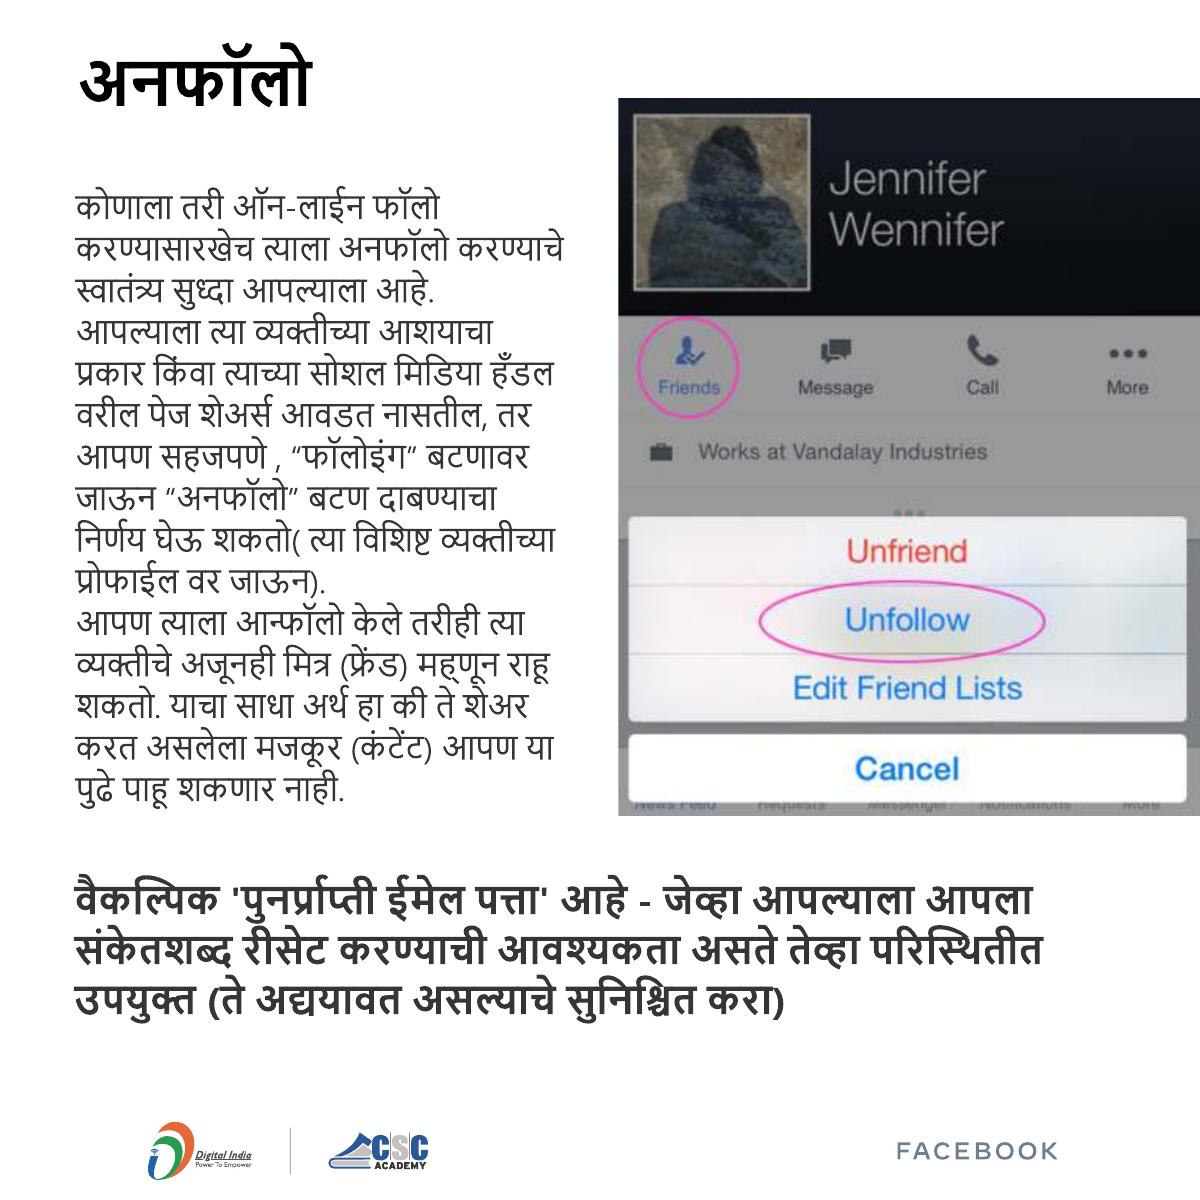 अनफॉलो
कोणाला तरी ऑन-लाईन फॉलो
करण्यासारखेच त्याला अनफॉलो करण्याचे
स्वातंत्र्य सुध्दा आपल्याला आहे.
आपल्याला त्या व्यक्तीच्या आशयाचा
प्रकार किंवा त्याच्या सोशल मिडिया हँडल
वरील पेज शेअर्स आवडत नासतील, तर
आपण सहजपणे , “फॉलोइंग” बटणावर
जाऊन “अनफॉलो” बटण दाबण्याचा
निर्णय घेऊ शकतो( त्या विशिष्ट व्यक्तीच्या
प्रोफाईल वर जाऊन).
आपण त्याला आन्फॉलो केले तरीही त्या
व्यक्तीचे अजूनही मित्र (फ्रेंड) म्हणून राहू
शकतो. याचा साधा अर्थ हा की ते शेअर
करत असलेला मजकूर (कंटेंट) आपण या
पुढे पाहू शकणार नाही.
Jennifer
Wennifer
Friends Message Call More
Works at Vandalay Industries
Unfriend
Unfollow
Edit Friend Lists
Cancel
News Feed Requests Messenger Notifications More
वैकल्पिक 'पुनर्प्राप्ती ईमेल पत्ता' आहे - जेव्हा आपल्याला आपला
संकेतशब्द रीसेट करण्याची आवश्यकता असते तेव्हा परिस्थितीत
उपयुक्त (ते अद्ययावत असल्याचे सुनिश्चित करा)
Digital India
Power To Empower
CSC
ACADEMY
FACEBOOK